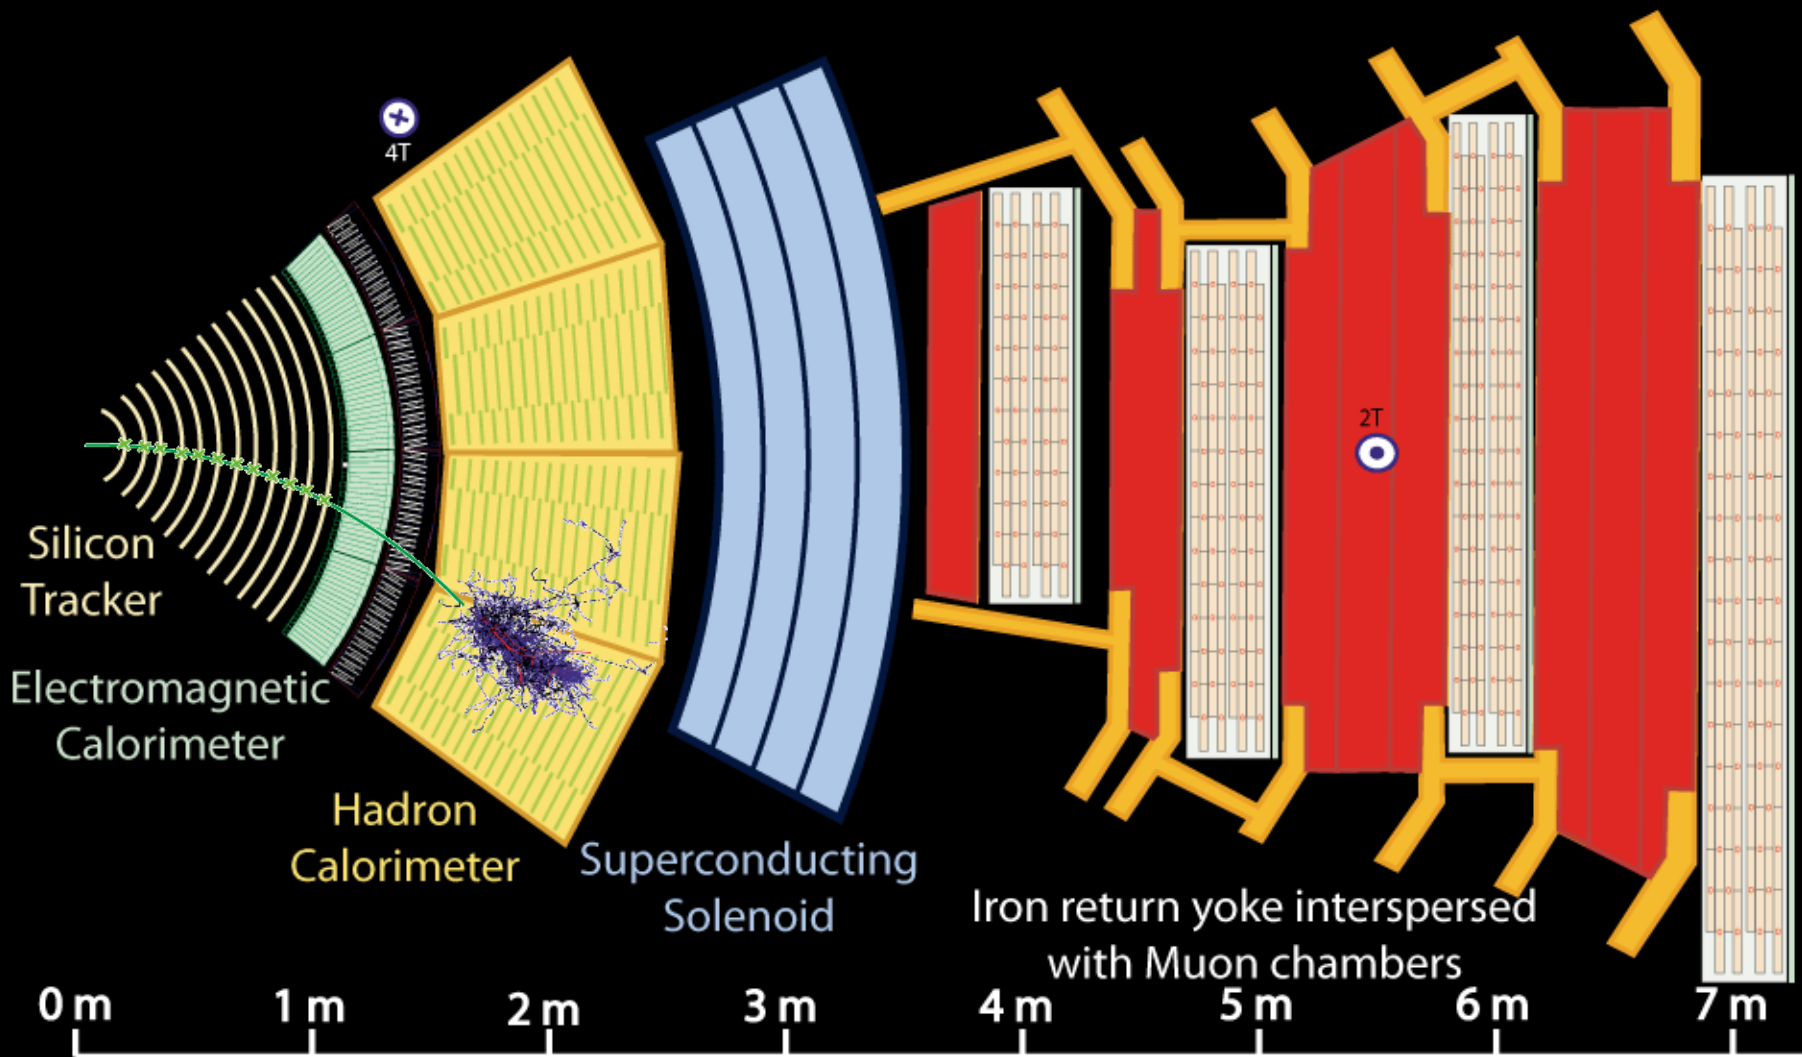 4T
2T
Silicon
Tracker
Electromagnetic
Calorimeter
Hadron
Calorimeter
Superconducting
Solenoid
Iron return yoke interspersed
with Muon chambers
0 m 1 m 2 m 3 m 4 m 5 m 6 m 7 m